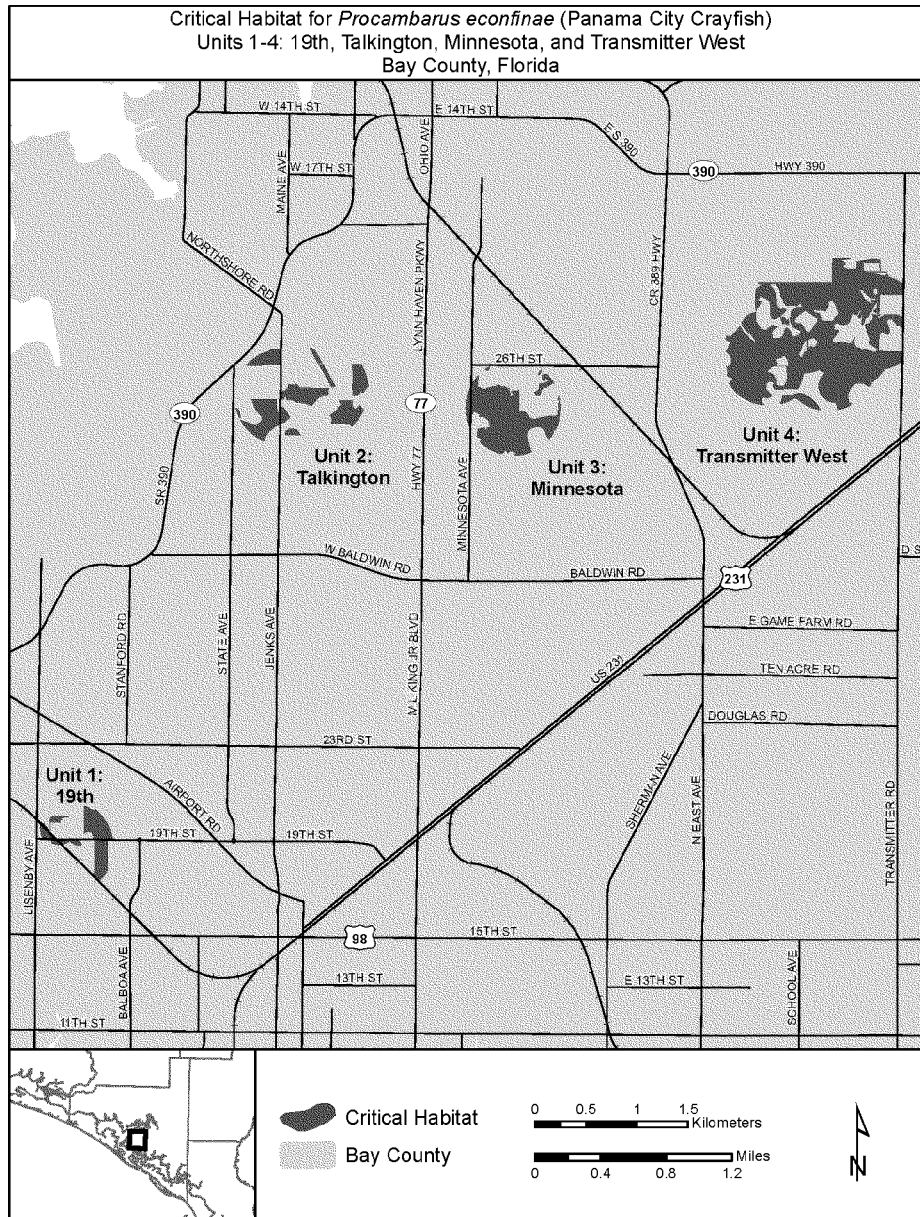 Critical Habitat for Procambarus econfinae (Panama City Crayfish)
Units 1-4: 19th, Talkington, Minnesota, and Transmitter West
Bay County, Florida
W 14TH ST
E 14TH ST
OHIO AVE
E S 390
390
HWY 390
MAINE AVE
W 17TH ST
NORTHSHORE RD
LYNN HAVEN PKWY
CR 389 HWY
26TH ST
390
77
Unit 2:
Talkington
Unit 3:
Minnesota
Unit 4:
Transmitter West
SR 390
HWY 77
MINNESOTA AVE
W BALDWIN RD
BALDWIN RD
231
D S
STANFORD RD
STATE AVE
JENKS AVE
M L KING JR BLVD
US 231
E GAME FARM RD
TEN ACRE RD
DOUGLAS RD
23RD ST
Unit 1:
19th
AIRPORT RD
SHERMAN AVE
N EAST AVE
TRANSMITTER RD
19TH ST
19TH ST
LISENBY AVE
98
15TH ST
BALBOA AVE
13TH ST
E 13TH ST
SCHOOL AVE
11TH ST
Critical Habitat
Bay County
0 0.5 1 1.5
Kilometers
Miles
0 0.4 0.8 1.2
N